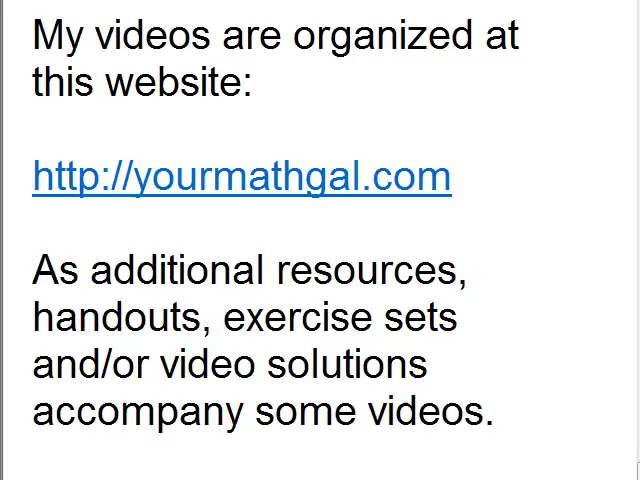 My videos are organized at
this website:
http://yourmathgal.com
As additional resources,
handouts, exercise sets
and/or video solutions
accompany some videos.